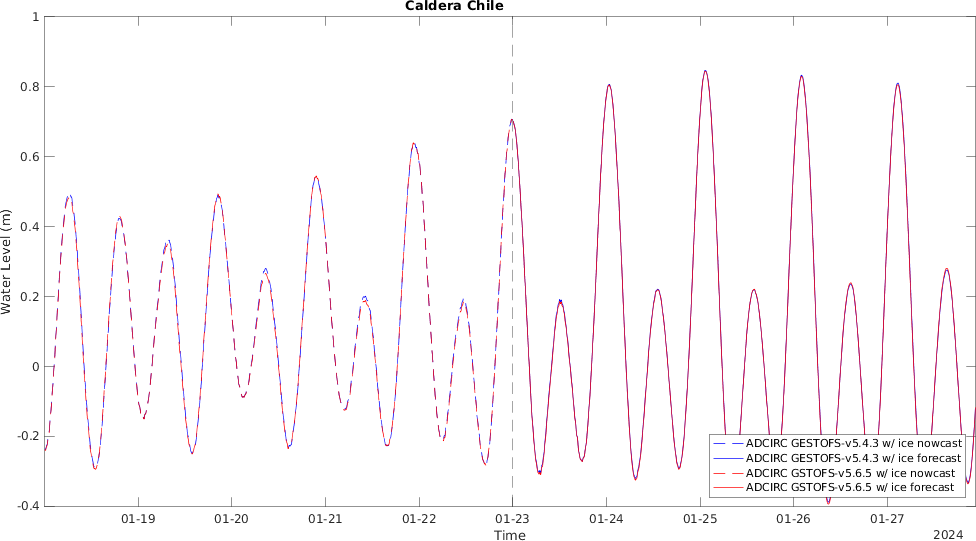 Caldera Chile
1
0.8
0.6
0.4
0.2
0
-0.2
-0.4
Water Level (m)
01-19
01-20
01-21
01-22
01-23
01-24
01-25
01-26
01-27
Time
2024
ADCIRC GESTOFS-v5.4.3 w/ ice nowcast
ADCIRC GESTOFS-v5.4.3 w/ ice forecast
ADCIRC GSTOFS-v5.6.5 w/ ice nowcast
ADCIRC GSTOFS-v5.6.5 w/ ice forecast